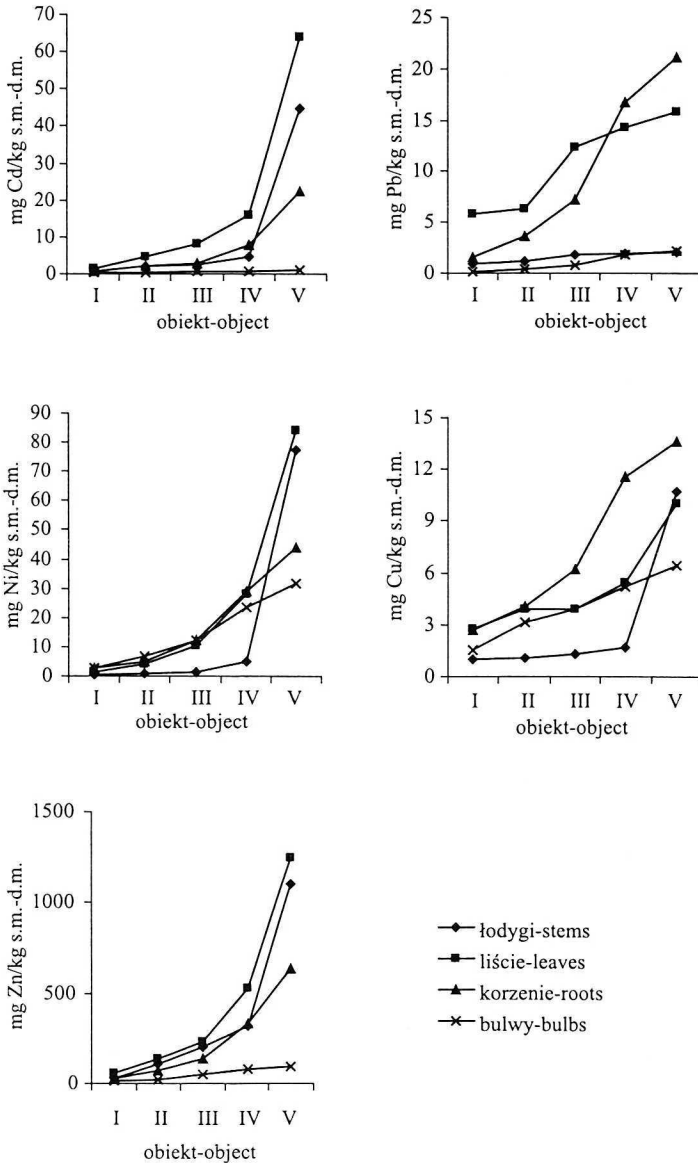 mg Cd/kg s.m.-d.m.
70
60
50
40
30
20
10
0
I II III IV V
obiekt-object
mg Pb/kg s.m.-d.m.
25
20
15
10
5
0
I II III IV V
obiekt-object
mg Ni/kg s.m.-d.m.
90
80
70
60
50
40
30
20
10
0
I II III IV V
obiekt-object
mg Cu/kg s.m.-d.m.
15
12
9
6
3
0
I II III IV V
obiekt-object
mg Zn/kg s.m.-d.m.
1500
1000
500
0
I II III IV V
obiekt-object
łodygi-stems
liście-leaves
korzenie-roots
bulwy-bulbs